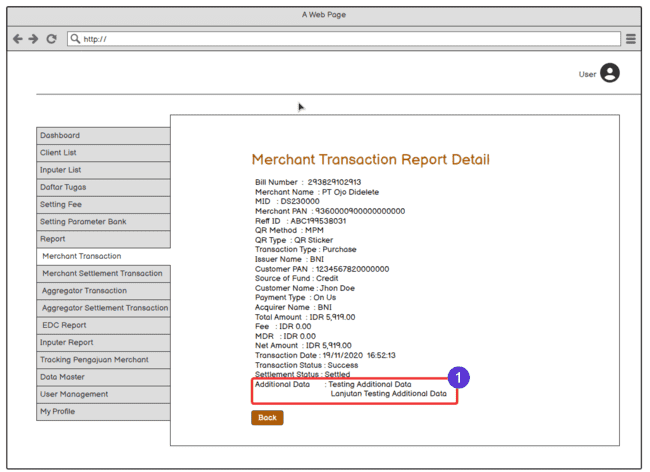 A Web Page
http://
User
Dashboard
Client List
Inputer List
Daftar Tugas
Setting Fee
Setting Parameter Bank
Report
Merchant Transaction
Merchant Settlement Transaction
Aggregator Transaction
Aggregator Settlement Transaction
EDC Report
Inputer Report
Tracking Pengajuan Merchant
Data Master
User Management
My Profile
Merchant Transaction Report Detail
Bill Number : 293829102913
Merchant Name : PT Ojo Didelete
MID : DS230000
Merchant PAN : 9360000900000000000
Reff ID : ABC199538031
QR Method : MPM
QR Type : QR Sticker
Transaction Type : Purchase
Issuer Name : BNI
Customer PAN : 1234567820000000
Source of Fund : Credit
Customer Name : Jhon Doe
Payment Type : On Us
Acquirer Name : BNI
Total Amount : IDR 5,919.00
Fee : IDR 0.00
MDR : IDR 0.00
Net Amount : IDR 5,919.00
Transaction Date : 19/11/2020 16:52:13
Transaction Status : Success
Settlement Status : Settled
Additional Data : Testing Additional Data
Lanjutan Testing Additional Data
1
Back